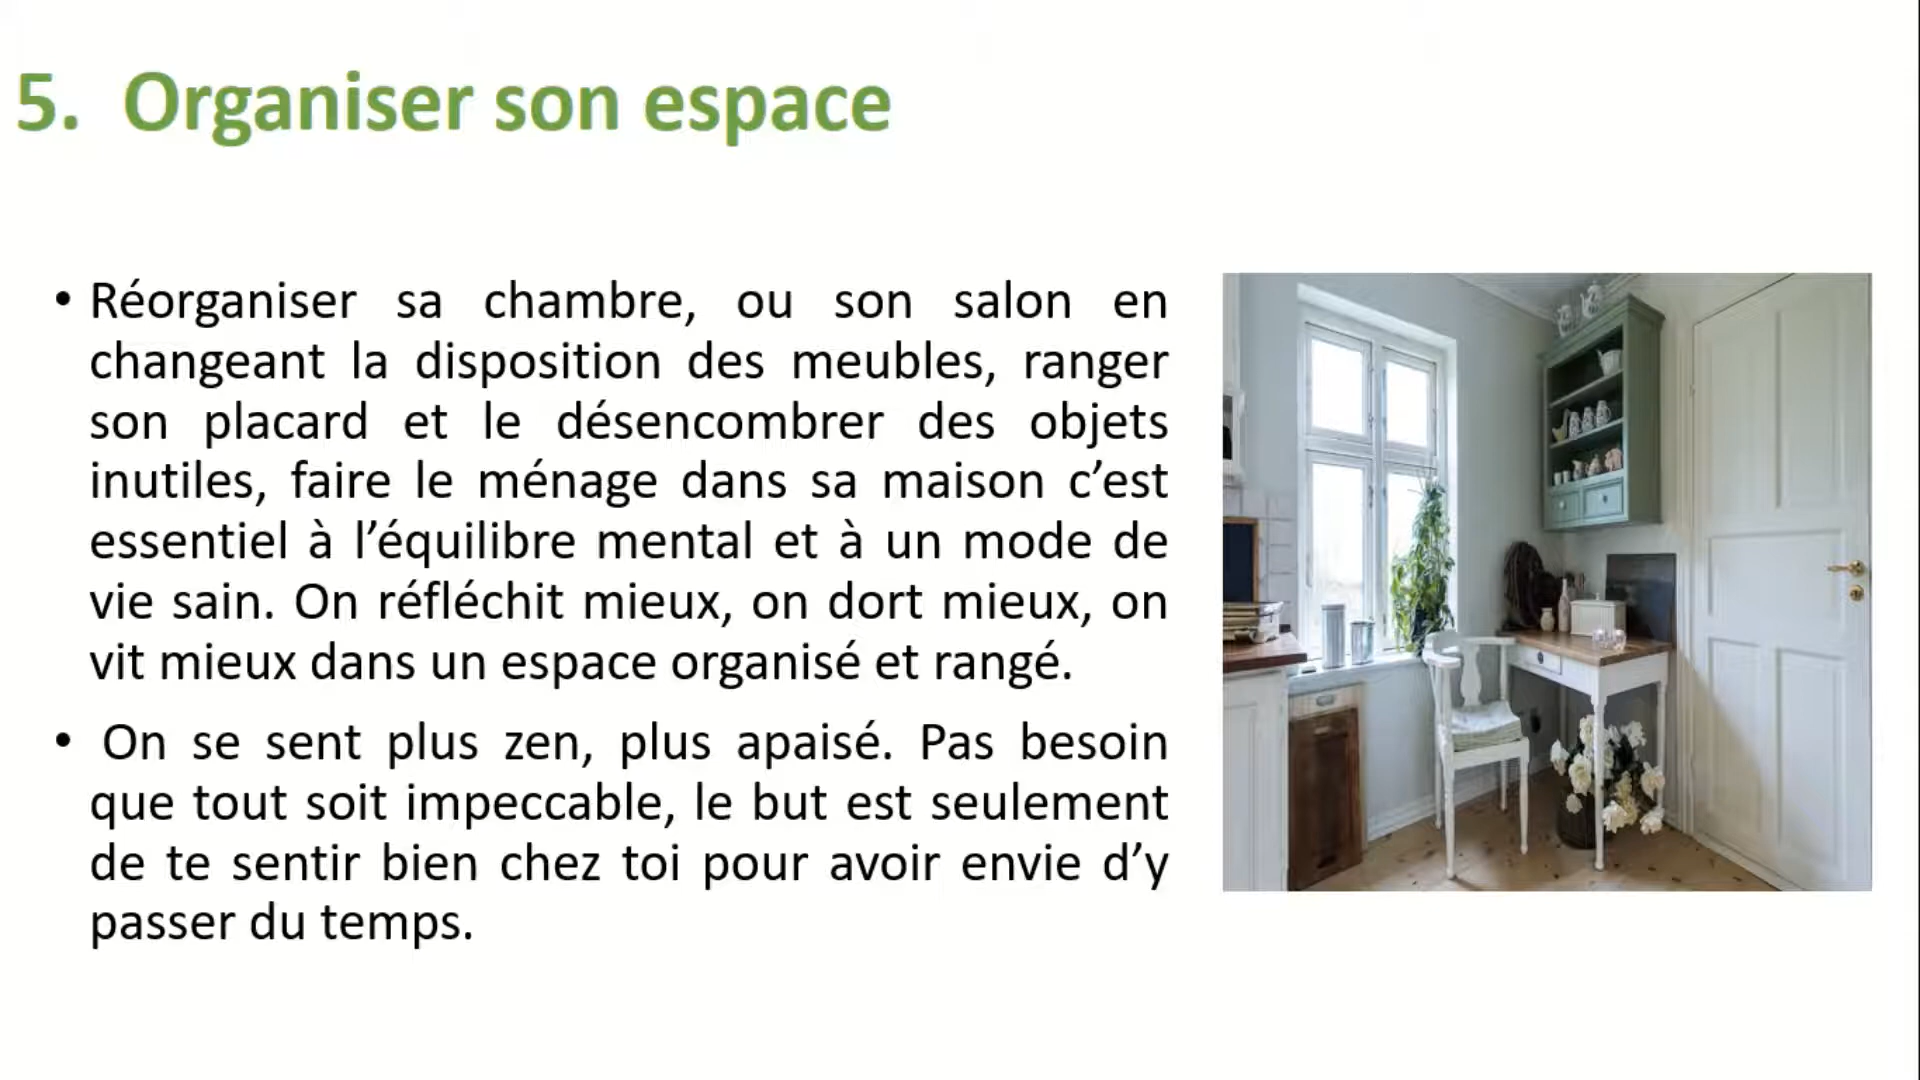 5. Organiser son espace
• Réorganiser sa chambre, ou son salon en
changeant la disposition des meubles, ranger
son placard et le désencombrer des objets
inutiles, faire le ménage dans sa maison c’est
essentiel à l’équilibre mental et à un mode de
vie sain. On réfléchit mieux, on dort mieux, on
vit mieux dans un espace organisé et rangé.
• On se sent plus zen, plus apaisé. Pas besoin
que tout soit impeccable, le but est seulement
de te sentir bien chez toi pour avoir envie d’y
passer du temps.